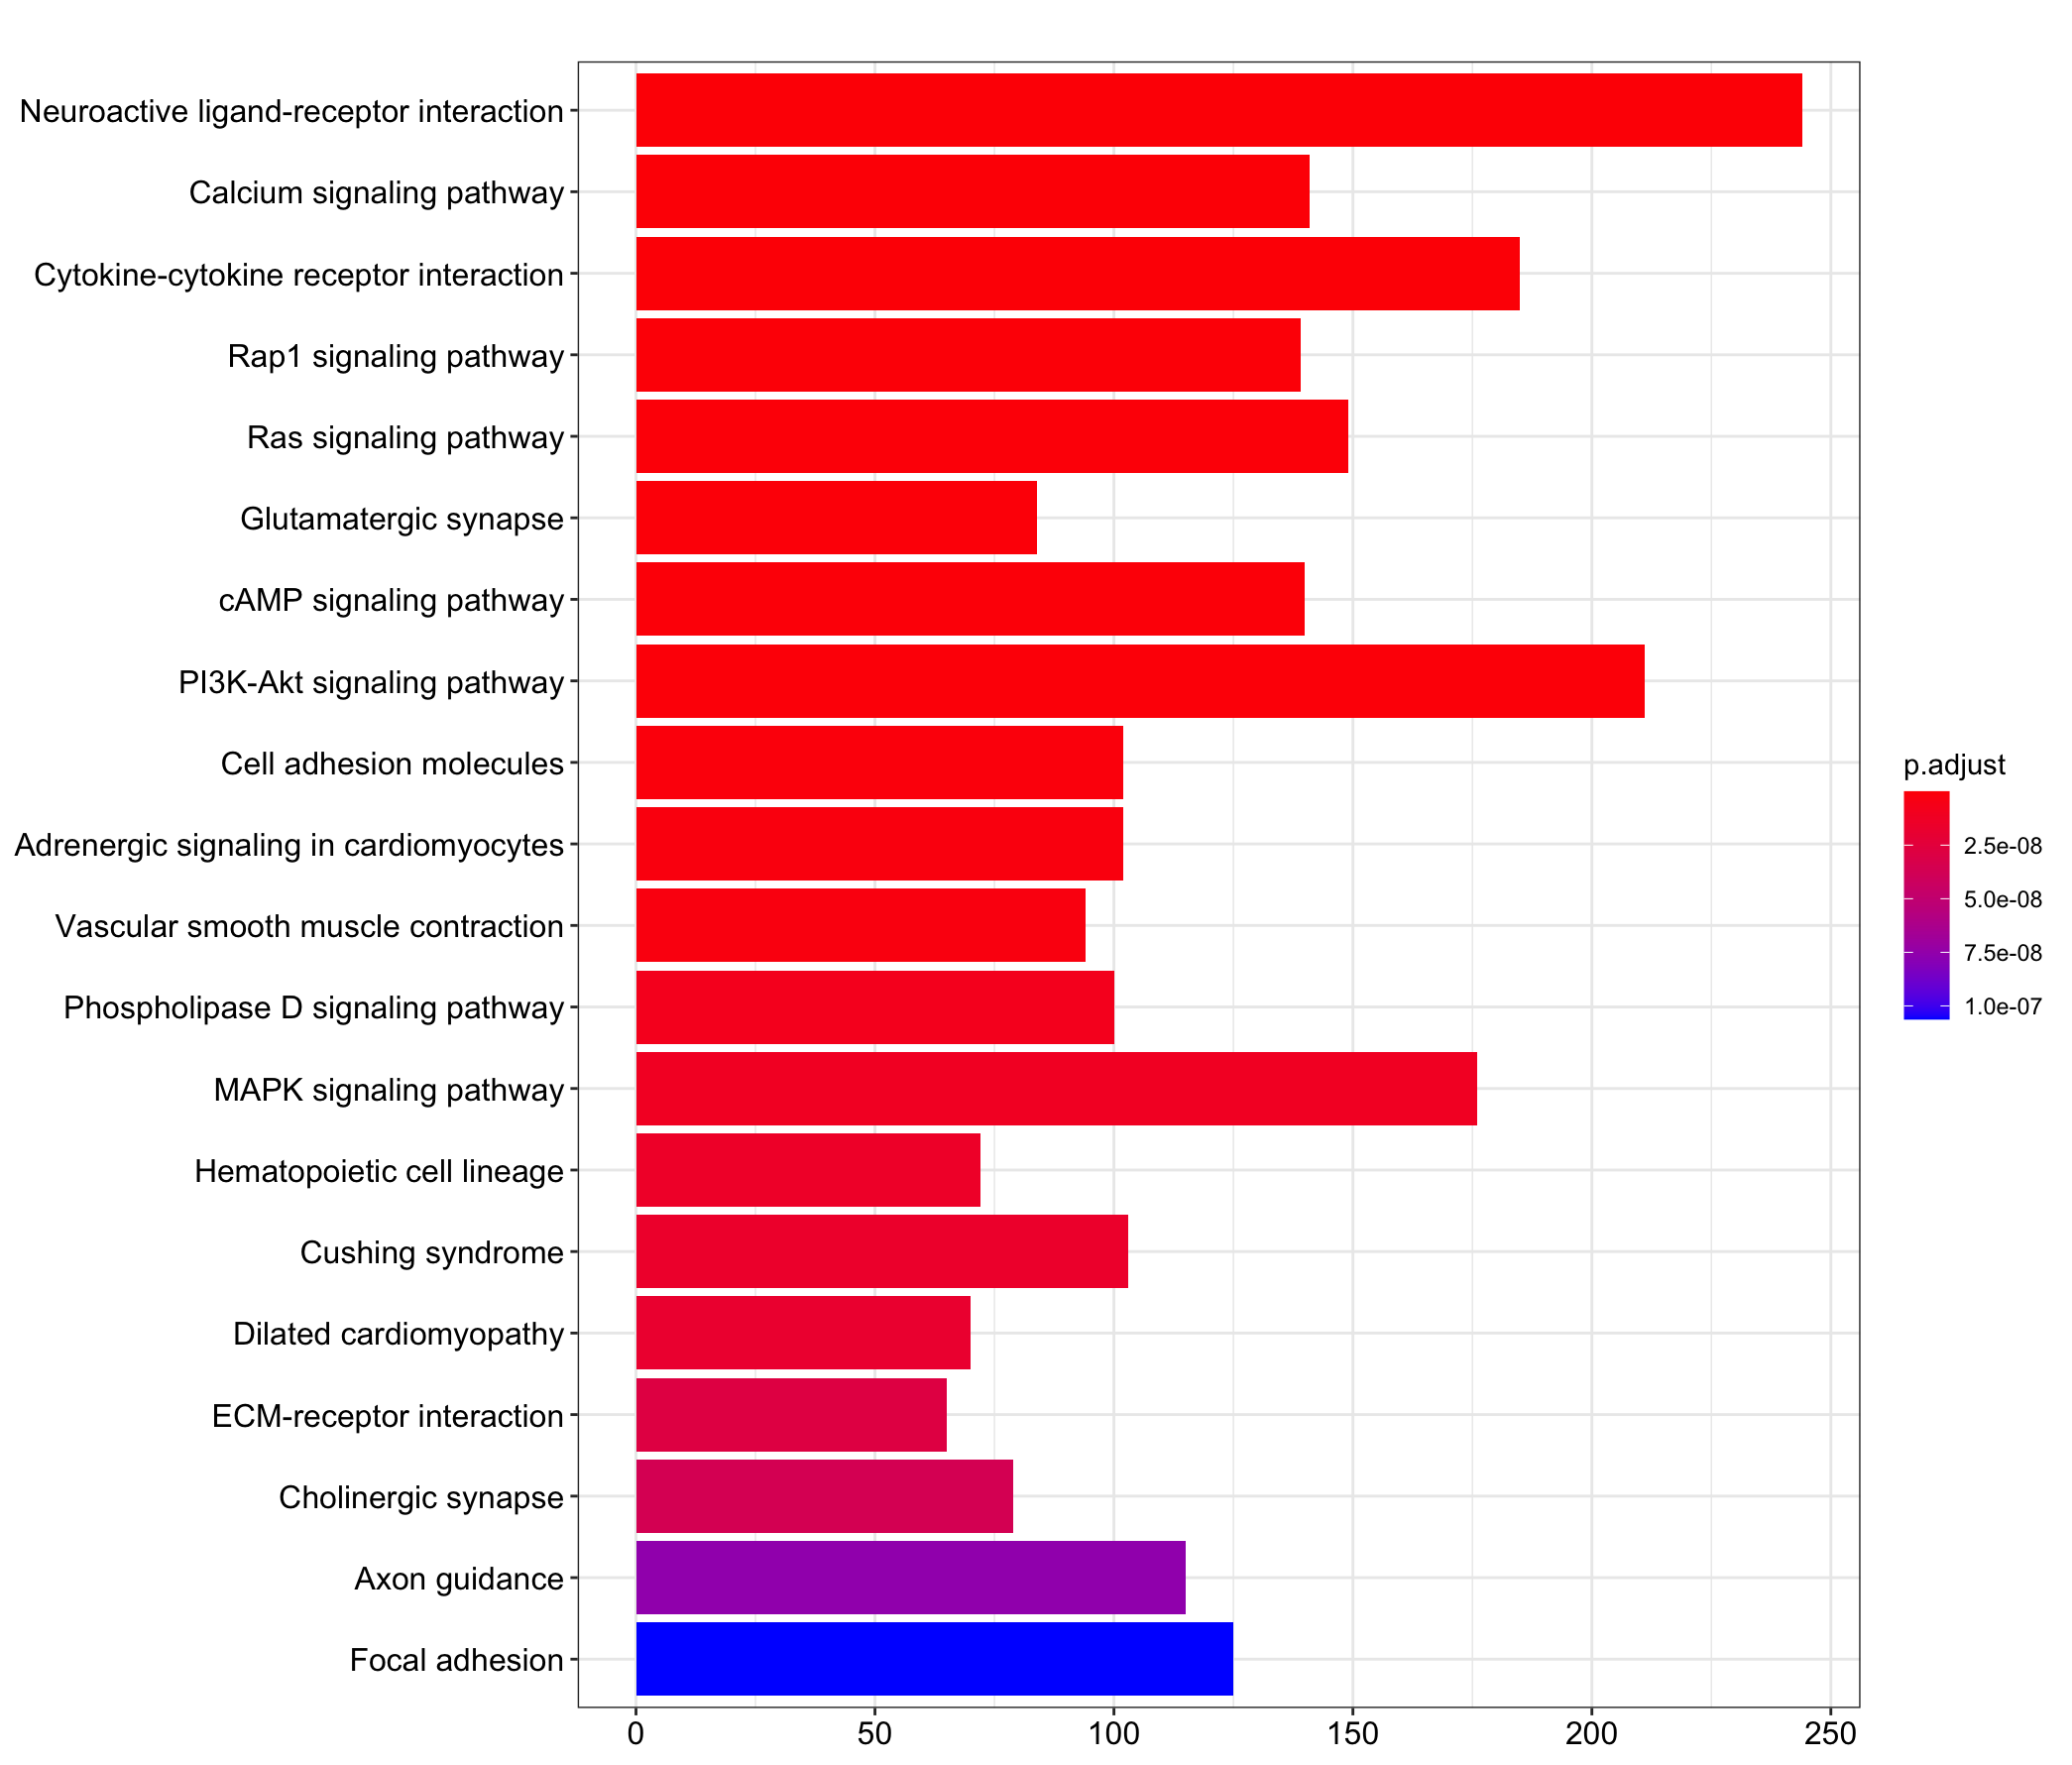 Neuroactive ligand-receptor interaction
Calcium signaling pathway
Cytokine-cytokine receptor interaction
Rap1 signaling pathway
Ras signaling pathway
Glutamatergic synapse
cAMP signaling pathway
PI3K-Akt signaling pathway
Cell adhesion molecules
Adrenergic signaling in cardiomyocytes
Vascular smooth muscle contraction
Phospholipase D signaling pathway
MAPK signaling pathway
Hematopoietic cell lineage
Cushing syndrome
Dilated cardiomyopathy
ECM-receptor interaction
Cholinergic synapse
Axon guidance
Focal adhesion
0 50 100 150 200 250
p.adjust
2.5e-08
5.0e-08
7.5e-08
1.0e-07